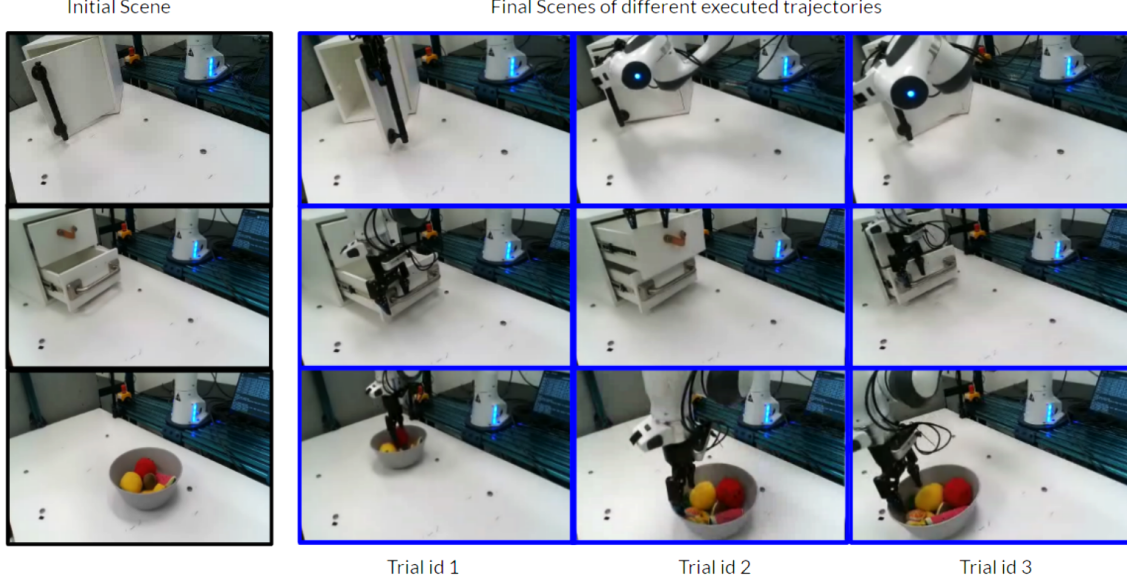 Initial Scene
Final Scenes of different executed trajectories
Trial id 1
Trial id 2
Trial id 3